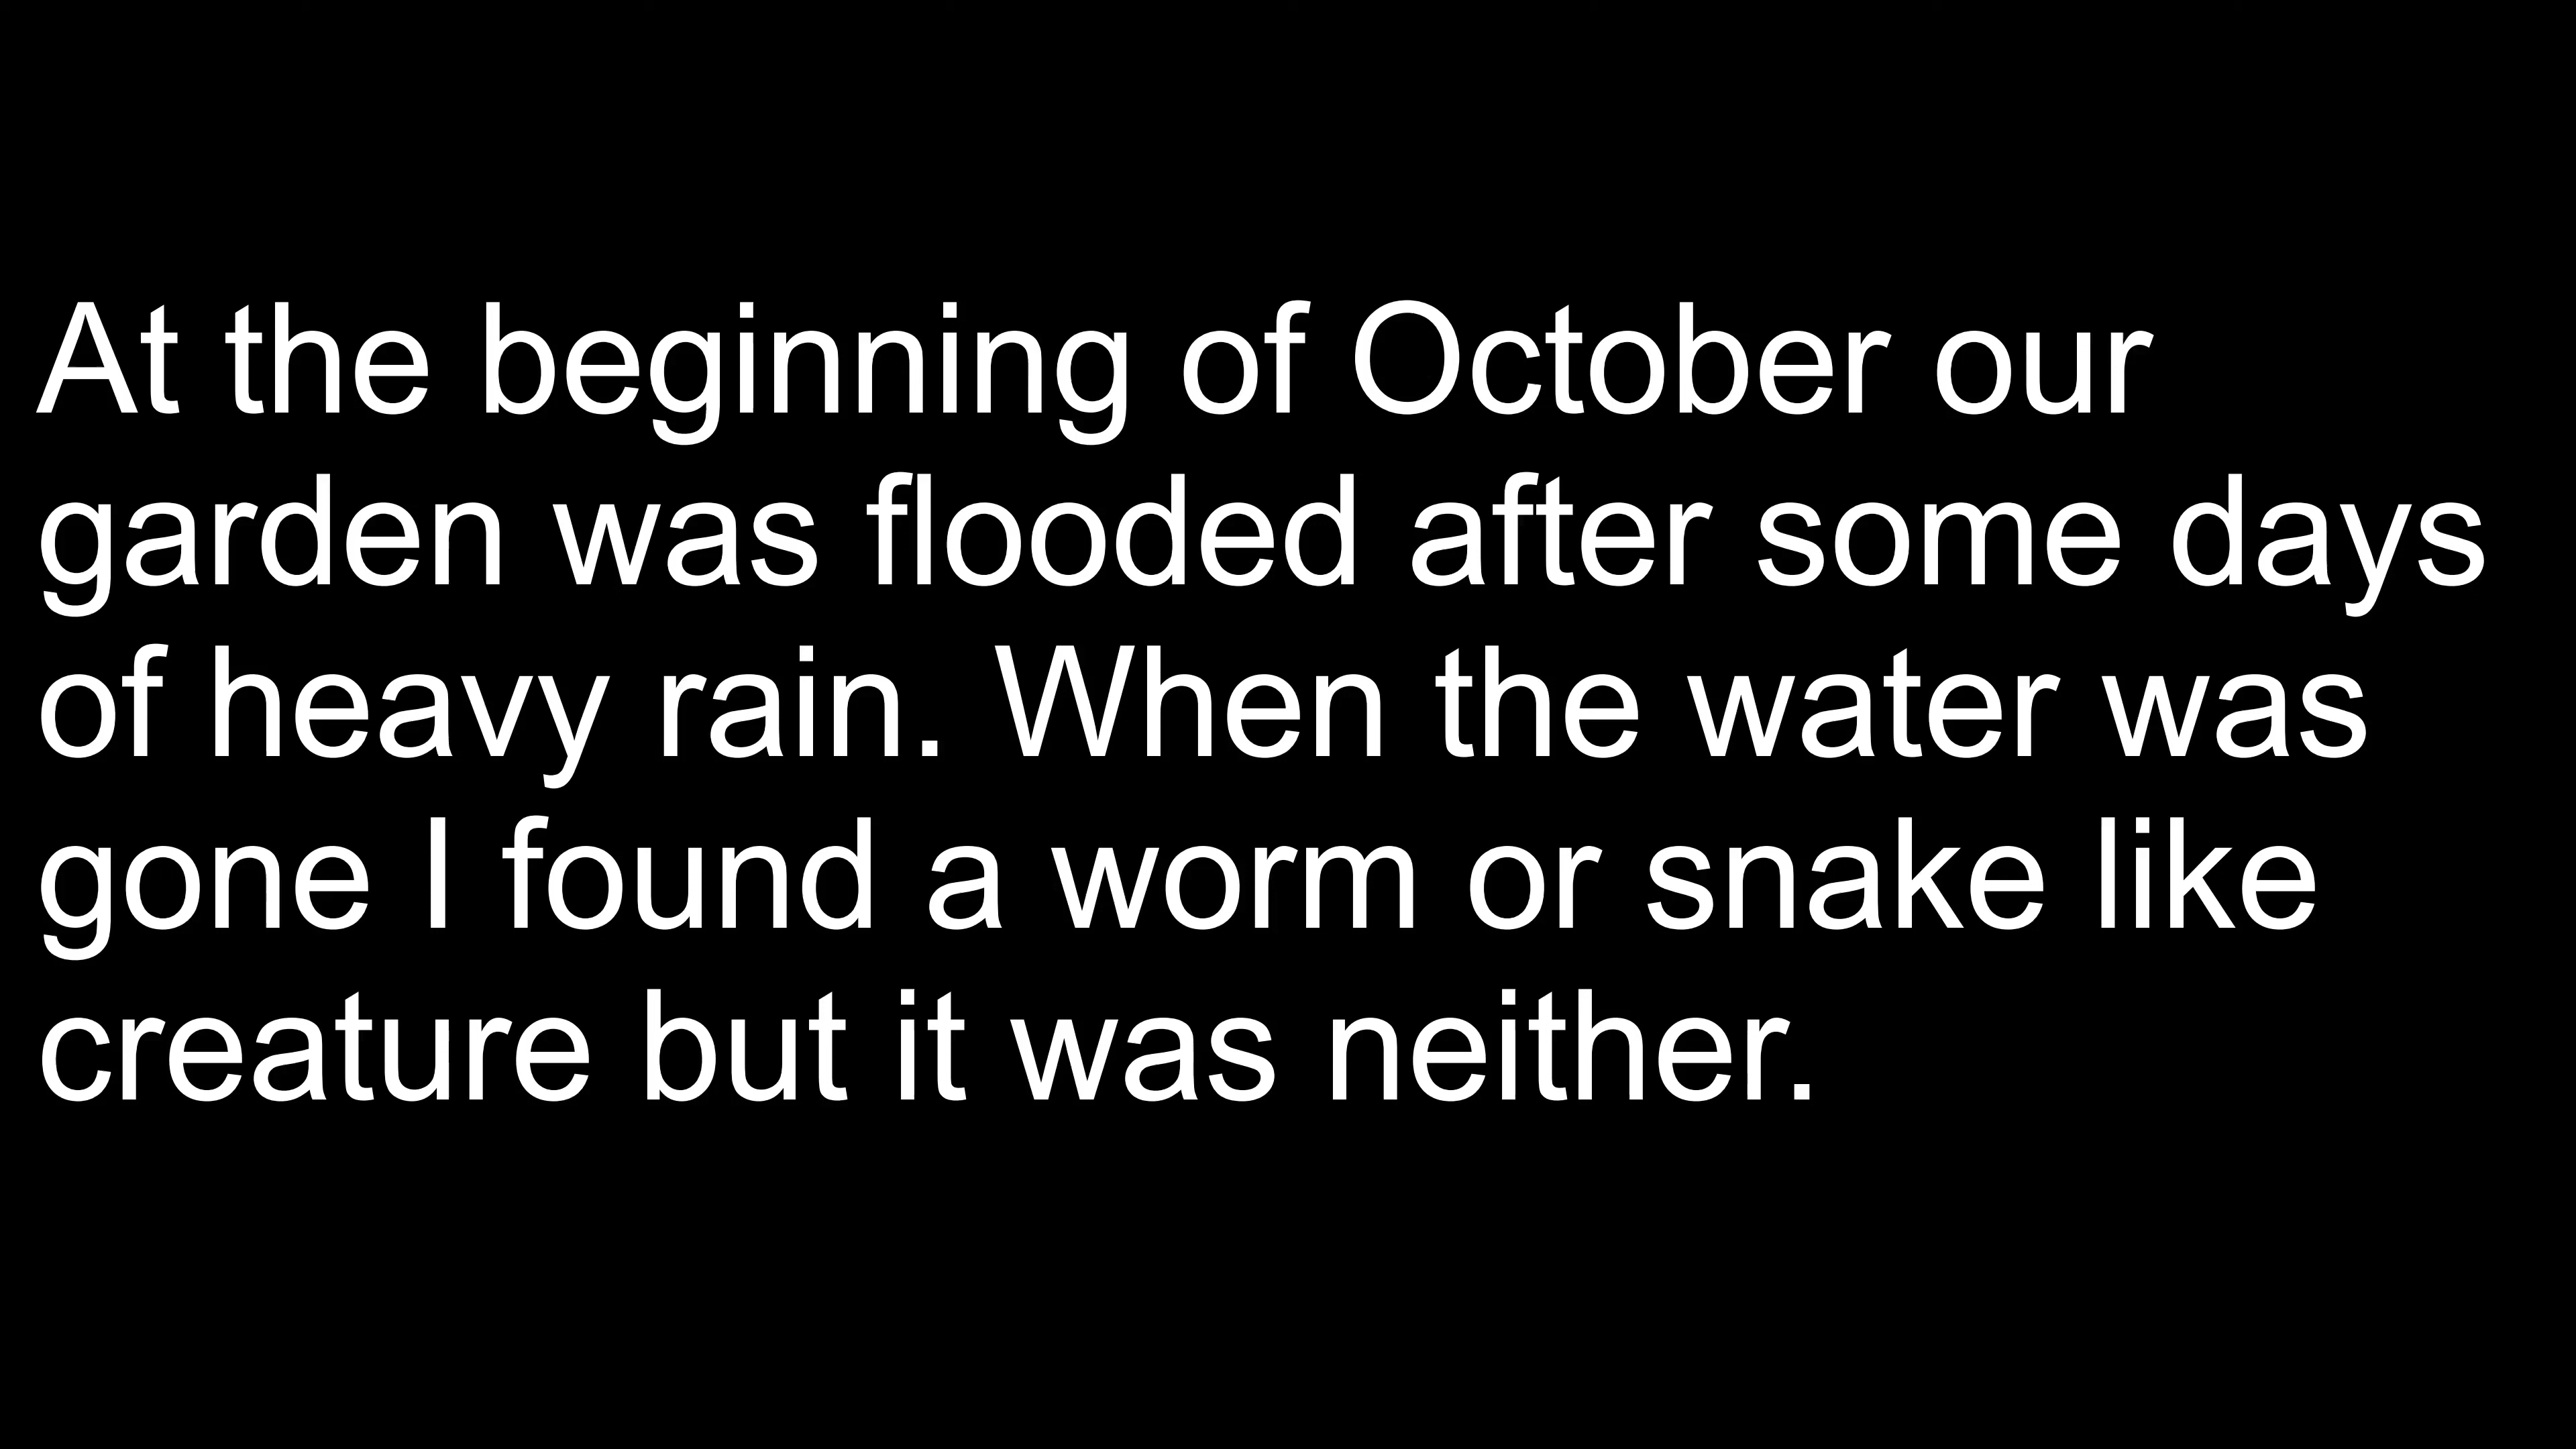 At the beginning of October our
garden was flooded after some days
of heavy rain. When the water was
gone I found a worm or snake like
creature but it was neither.